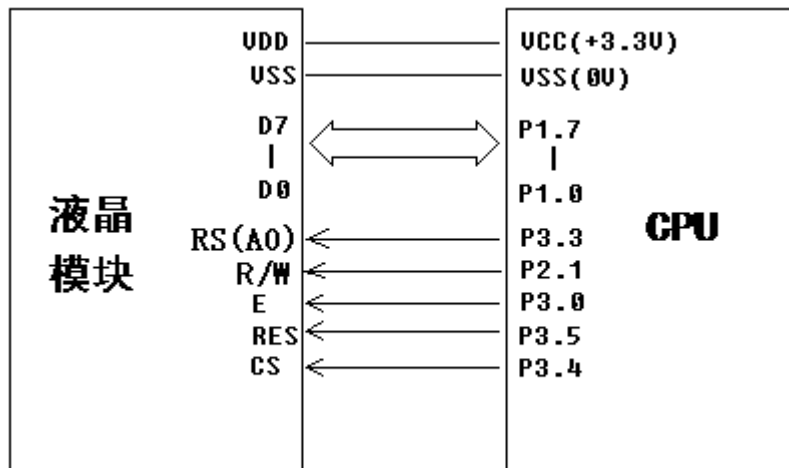 VDD VCC(+3.3V)
VSS VSS(0V)
D7 P1.7
D0 P1.0
液晶
模块
CPU
RS(A0) P3.3
R/W P2.1
E P3.0
RES P3.5
CS P3.4